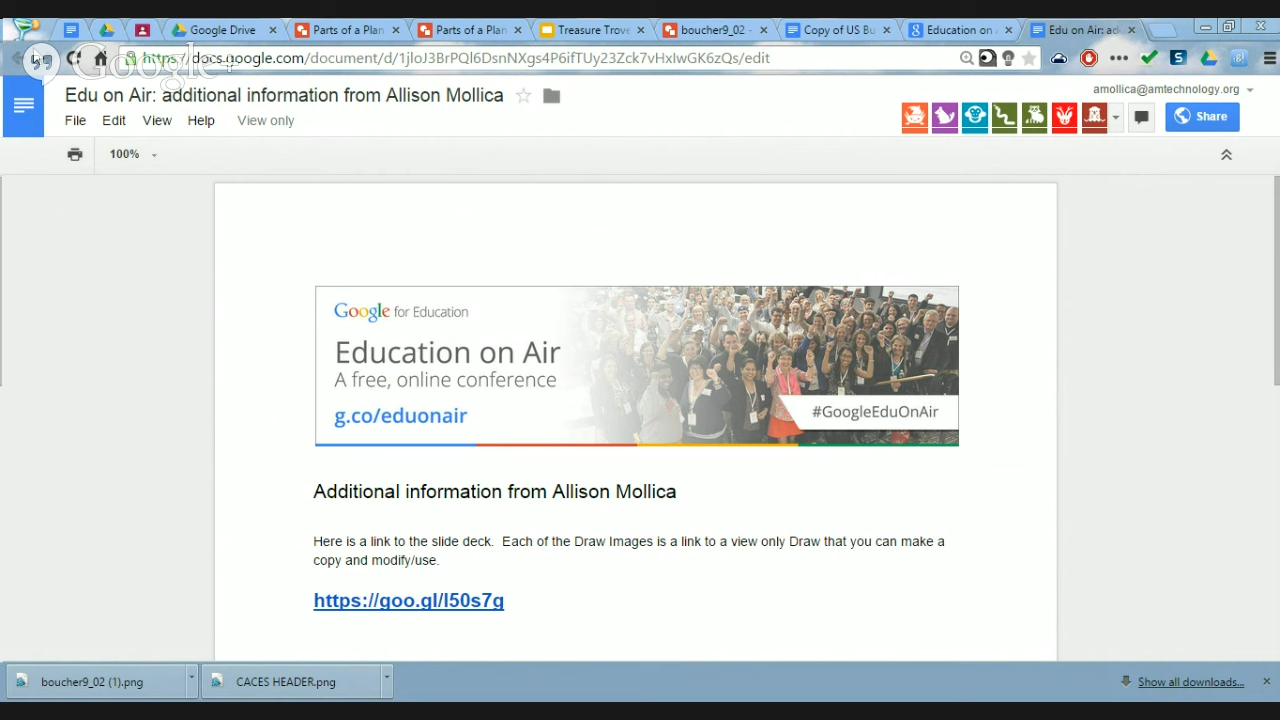 Google Drive
Parts of a Plan
Parts of a Plan
Treasure Trove
boucher9_02 -
Copy of US Bu
Education on
Edu on Air: ad
Google+
https://docs.google.com/document/d/1jIoJ3BrPQl6DsnNXgs4P6ifTUy23Zck7vHxIwGK6zQs/edit
Edu on Air: additional information from Allison Mollica
amollica@amtechnology.org
File Edit View Help View only
Share
100%
Google for Education
Education on Air
A free, online conference
g.co/eduonair
#GoogleEduOnAir
Additional information from Allison Mollica
Here is a link to the slide deck. Each of the Draw Images is a link to a view only Draw that you can make a
copy and modify/use.
https://goo.gl/l50s7g
boucher9_02 (1).png
CACES HEADER.png
Show all downloads...